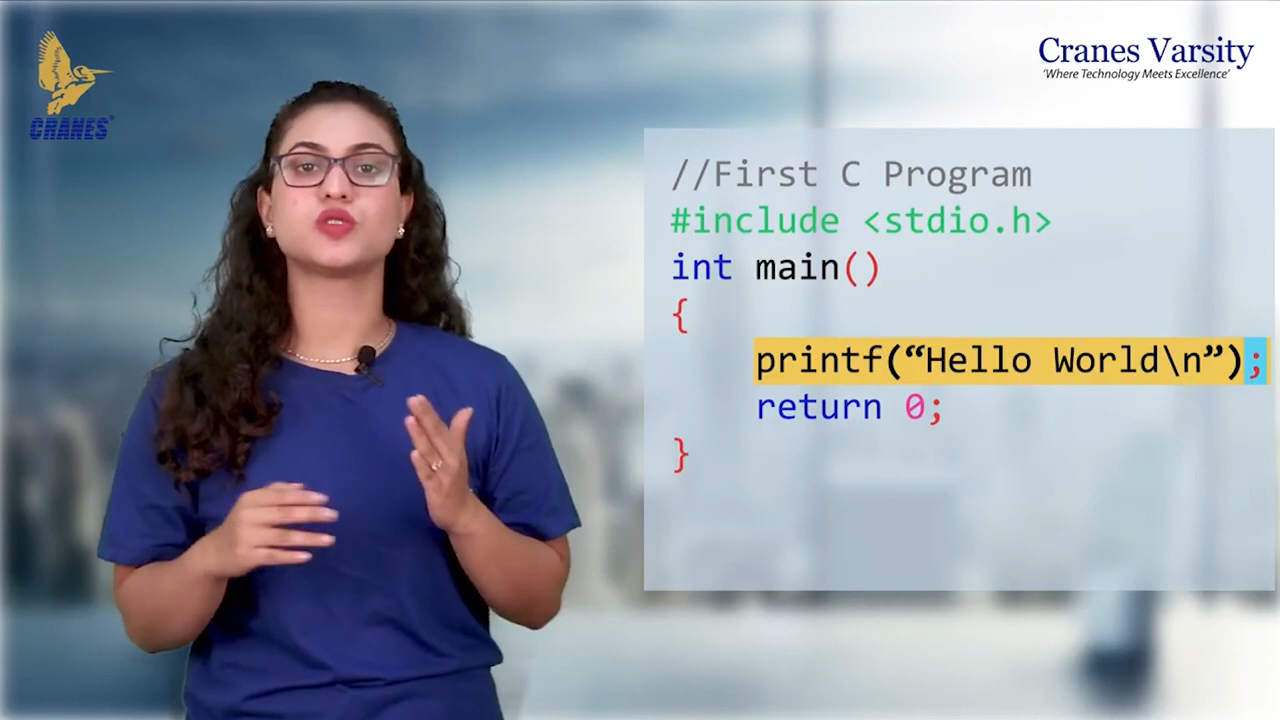 CRANES®
Cranes Varsity
‘Where Technology Meets Excellence’
//First C Program
#include <stdio.h>
int main()
{
    printf(“Hello World\n”);
    return 0;
}